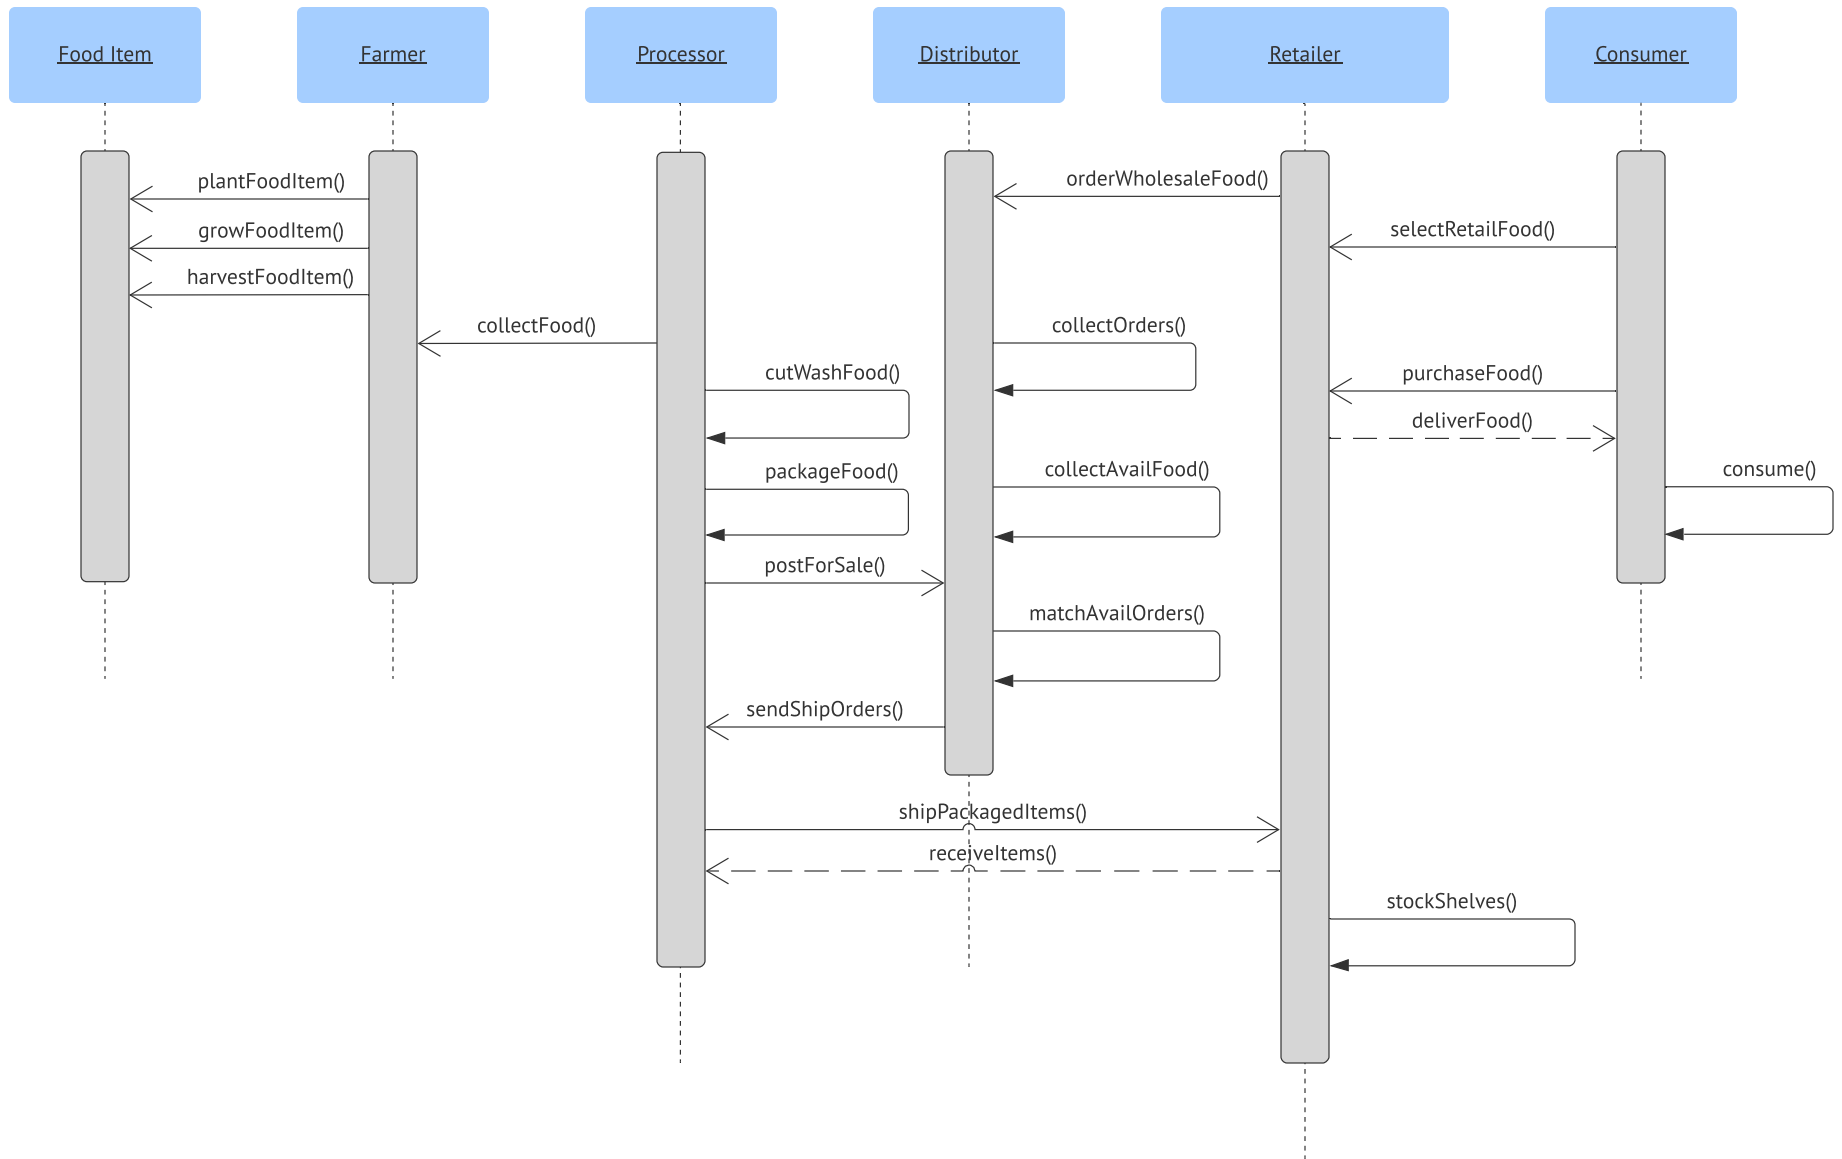 Food Item
Farmer
Processor
Distributor
Retailer
Consumer
plantFoodItem()
orderWholesaleFood()
growFoodItem()
selectRetailFood()
harvestFoodItem()
collectFood()
collectOrders()
cutWashFood()
purchaseFood()
deliverFood()
packageFood()
collectAvailFood()
consume()
postForSale()
matchAvailOrders()
sendShipOrders()
shipPackagedItems()
receiveItems()
stockShelves()